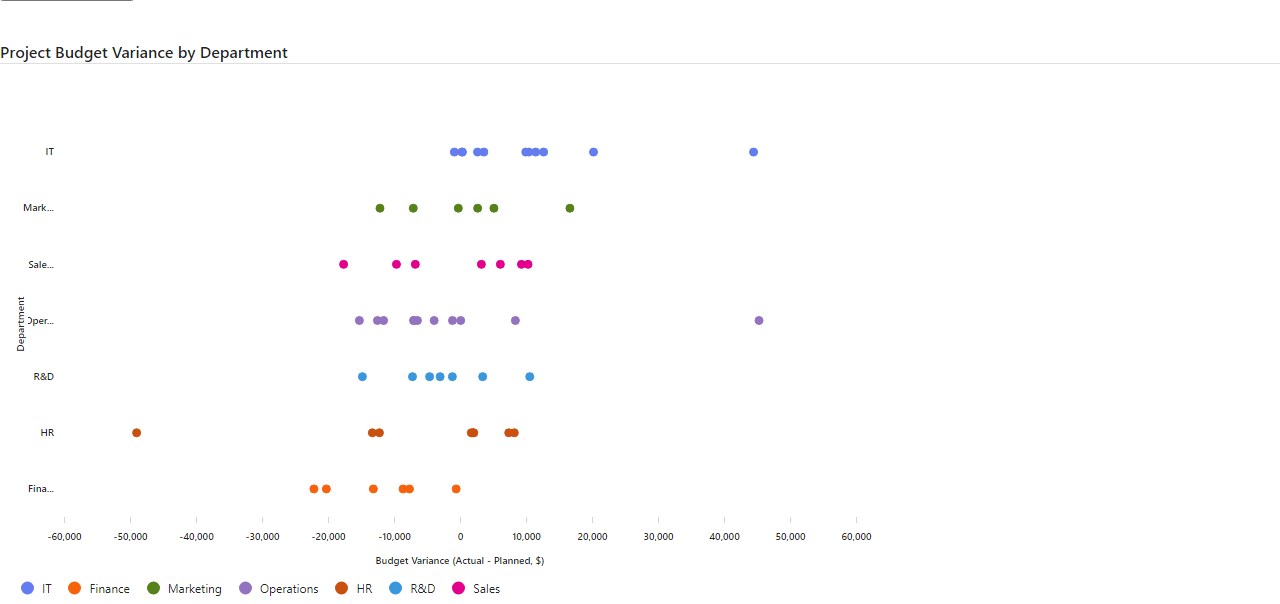 Project Budget Variance by Department
IT
Mark...
Sale...
Department
Oper...
R&D
HR
Fina...
-60,000 -50,000 -40,000 -30,000 -20,000 -10,000 0 10,000 20,000 30,000 40,000 50,000 60,000
Budget Variance (Actual - Planned, $)
IT Finance Marketing Operations HR R&D Sales